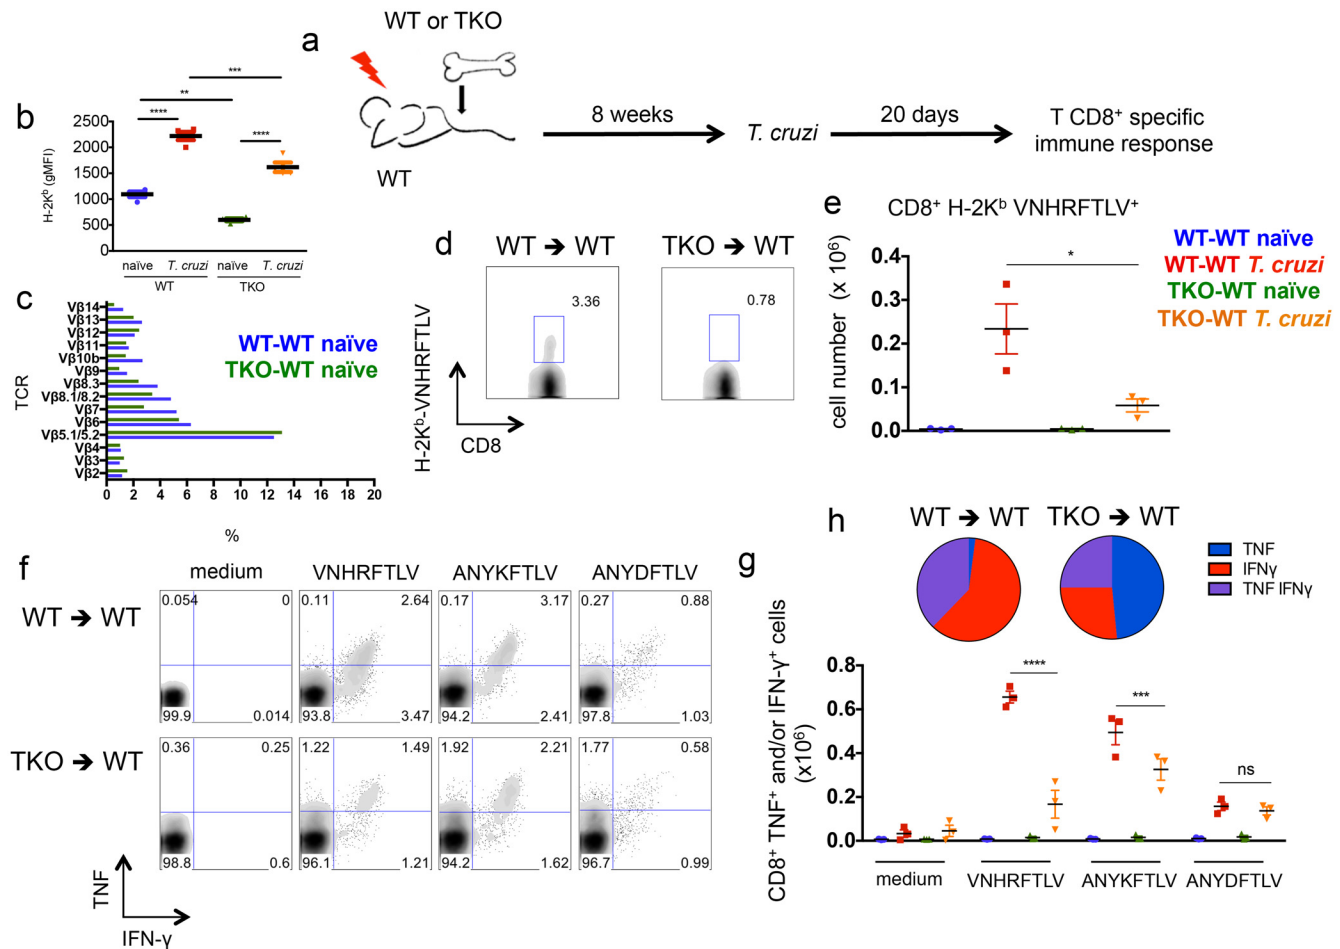 a
WT or TKO
WT
8 weeks
T. cruzi
20 days
T CD8⁺ specific
immune response
b
H-2Kᵇ (gMFI)
2500
2000
1500
1000
500
0
****
**
***
****
naïve
T. cruzi
naïve
T. cruzi
WT
TKO
c
TCR
Vβ14
Vβ13
Vβ12
Vβ11
Vβ10b
Vβ9
Vβ8.3
Vβ8.1/8.2
Vβ7
Vβ6
Vβ5.1/5.2
Vβ4
Vβ3
Vβ2
0 2 4 6 8 10 12 14 16 18 20
%
WT-WT naïve
TKO-WT naïve
d
WT ➔ WT
TKO ➔ WT
3.36
0.78
H-2Kᵇ-VNHRFTLV
CD8
e
CD8⁺ H-2Kᵇ VNHRFTLV⁺
cell number (x 10⁶)
0.4
0.3
0.2
0.1
0.0
*
WT-WT naïve
WT-WT T. cruzi
TKO-WT naïve
TKO-WT T. cruzi
f
medium
VNHRFTLV
ANYKFTLV
ANYDFTLV
WT ➔ WT
0.054 0
99.9 0.014
0.11 2.64
93.8 3.47
0.17 3.17
94.2 2.41
0.27 0.88
97.8 1.03
TKO ➔ WT
0.36 0.25
98.8 0.6
1.22 1.49
96.1 1.21
1.92 2.21
94.2 1.62
1.77 0.58
96.7 0.99
TNF
IFN-γ
h
WT ➔ WT
TKO ➔ WT
TNF
IFNγ
TNF IFNγ
g
CD8⁺ TNF⁺ and/or IFN-γ⁺ cells
(x10⁶)
0.8
0.6
0.4
0.2
0.0
****
***
ns
medium
VNHRFTLV
ANYKFTLV
ANYDFTLV